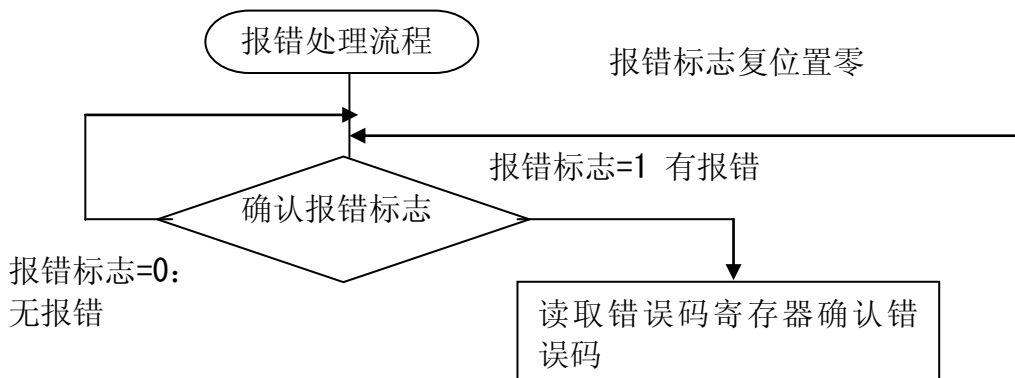 报错处理流程
报错标志复位置零
报错标志=1 有报错
确认报错标志
报错标志=0：
无报错
读取错误码寄存器确认错
误码